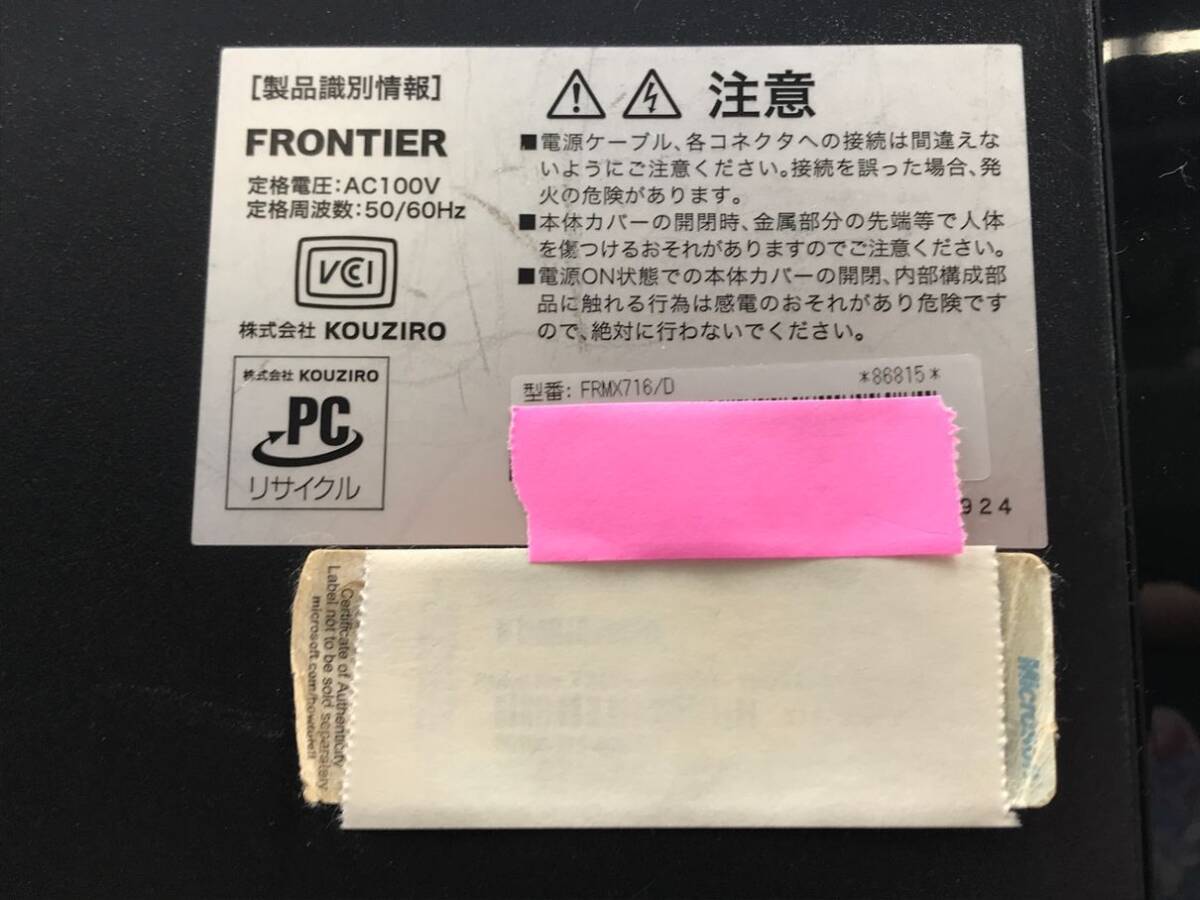 [製品識別情報]
FRONTIER
定格電圧:AC100V
定格周波数:50/60Hz
VCCI
株式会社 KOUZIRO
株式会社 KOUZIRO
PC
リサイクル
注意
■電源ケーブル、各コネクタへの接続は間違えな
いようにご注意ください。接続を誤った場合、発
火の危険があります。
■本体カバーの開閉時、金属部分の先端等で人体
を傷つけるおそれがありますのでご注意ください。
■電源ON状態での本体カバーの開閉、内部構成部
品に触れる行為は感電のおそれがあり危険です
ので、絶対に行わないでください。
型番: FRMX716/D
*86815*
924
Certificate of Authenticity
Label not to be sold separately
microsoft.com/howtotell
Microsoft